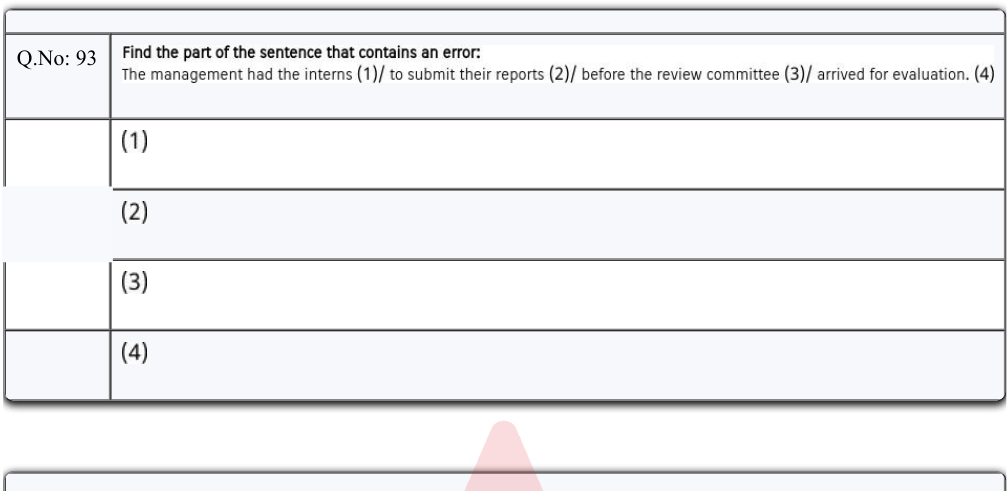 Q.No: 93
Find the part of the sentence that contains an error:
The management had the interns (1)/ to submit their reports (2)/ before the review committee (3)/ arrived for evaluation. (4)
(1)
(2)
(3)
(4)